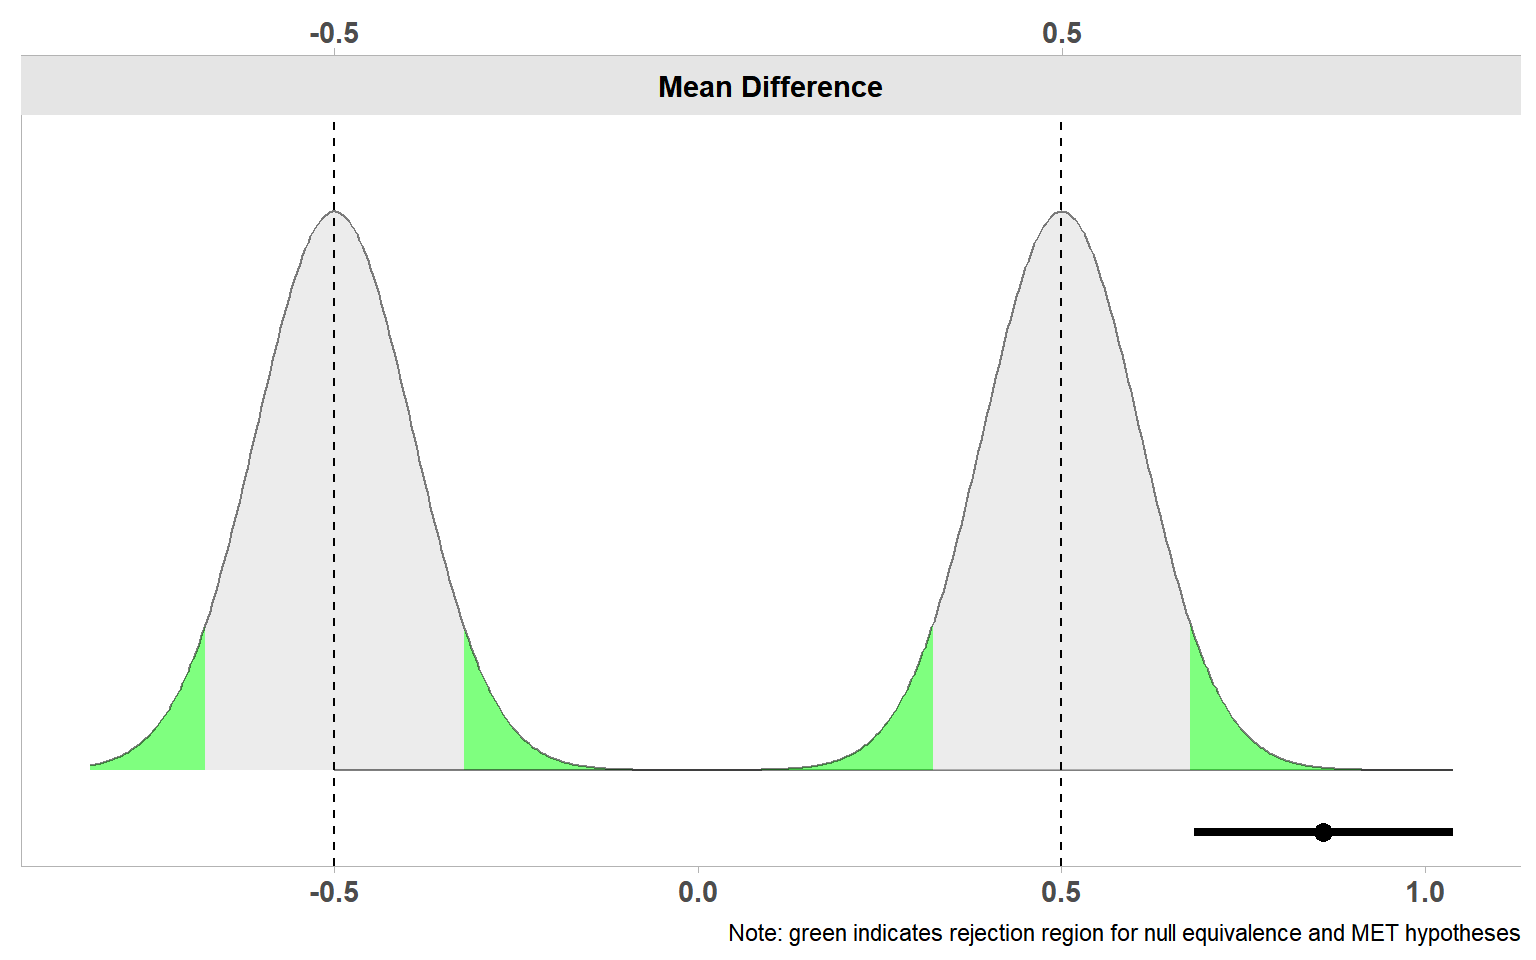 -0.5 0.5
Mean Difference
-0.5 0.0 0.5 1.0
Note: green indicates rejection region for null equivalence and MET hypotheses